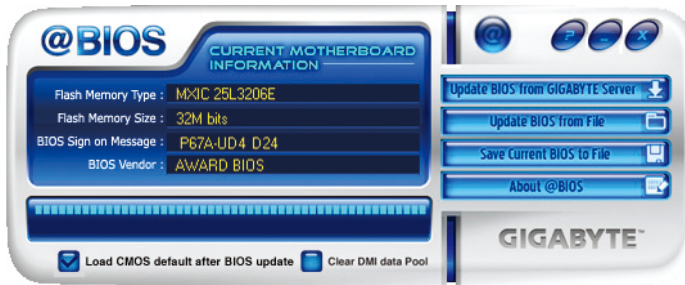 @BIOS
CURRENT MOTHERBOARD
INFORMATION
Flash Memory Type : MXIC 25L3206E
Flash Memory Size : 32M bits
BIOS Sign on Message : P67A-UD4 D24
BIOS Vendor : AWARD BIOS
Load CMOS default after BIOS update
Clear DMI data Pool
@
? _ X
Update BIOS from GIGABYTE Server
Update BIOS from File
Save Current BIOS to File
About @BIOS
GIGABYTE™